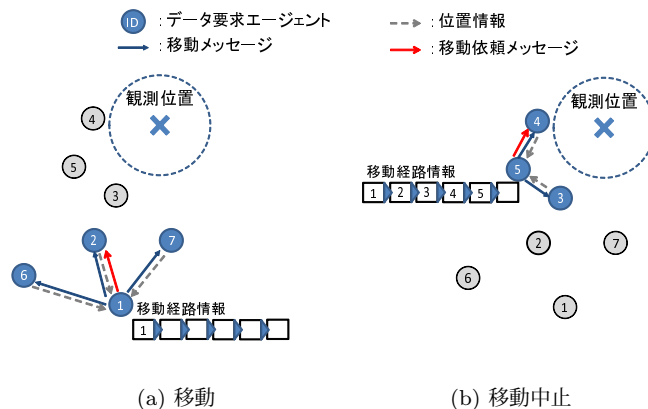 ID : データ要求エージェント
: 位置情報
: 移動メッセージ
: 移動依頼メッセージ
観測位置
4
5
3
2
7
6
1
移動経路情報
1
(a) 移動
観測位置
4
移動経路情報
5
1 2 3 4 5
3
2
7
6
1
(b) 移動中止